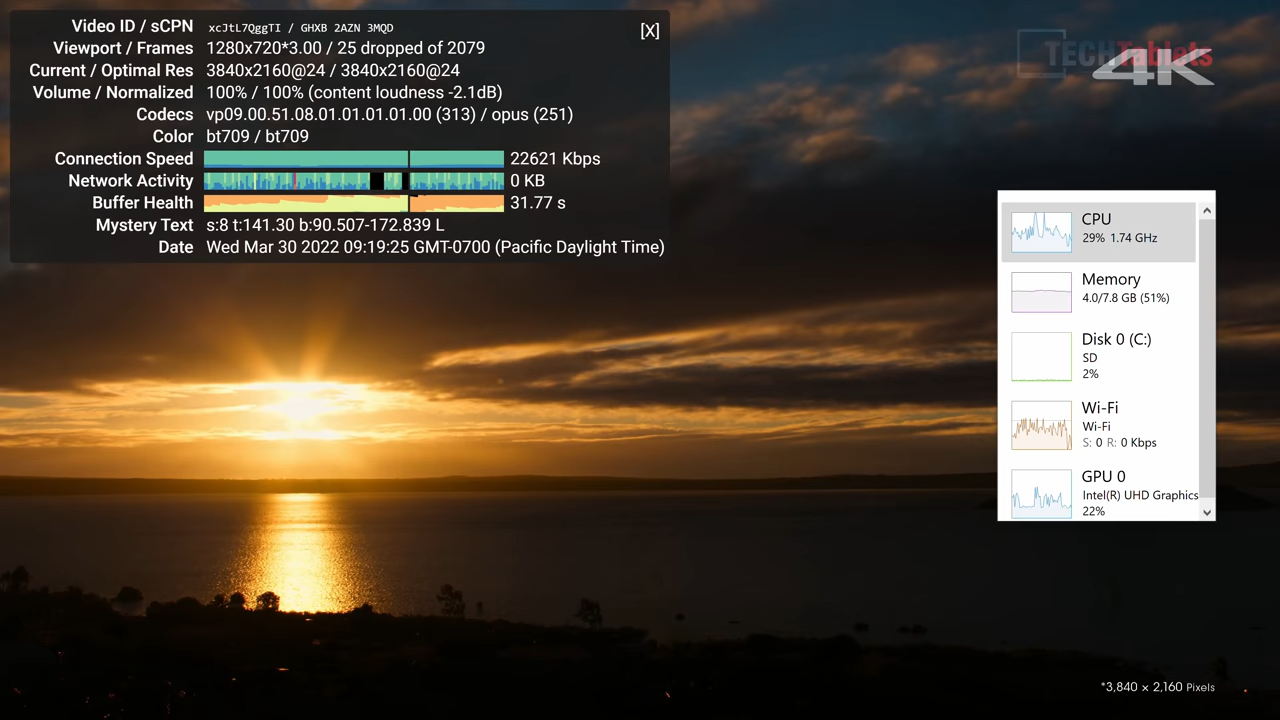 Video ID / sCPN xcJtL7QggTI / GHXB 2AZN 3MQD [X]
Viewport / Frames 1280x720*3.00 / 25 dropped of 2079
Current / Optimal Res 3840x2160@24 / 3840x2160@24
Volume / Normalized 100% / 100% (content loudness -2.1dB)
Codecs vp09.00.51.08.01.01.01.01.00 (313) / opus (251)
Color bt709 / bt709
Connection Speed 22621 Kbps
Network Activity 0 KB
Buffer Health 31.77 s
Mystery Text s:8 t:141.30 b:90.507-172.839 L
Date Wed Mar 30 2022 09:19:25 GMT-0700 (Pacific Daylight Time)
TECHTablets
4K
CPU
29% 1.74 GHz
Memory
4.0/7.8 GB (51%)
Disk 0 (C:)
SD
2%
Wi-Fi
Wi-Fi
S: 0 R: 0 Kbps
GPU 0
Intel(R) UHD Graphics
22%
*3,840 × 2,160 Pixels